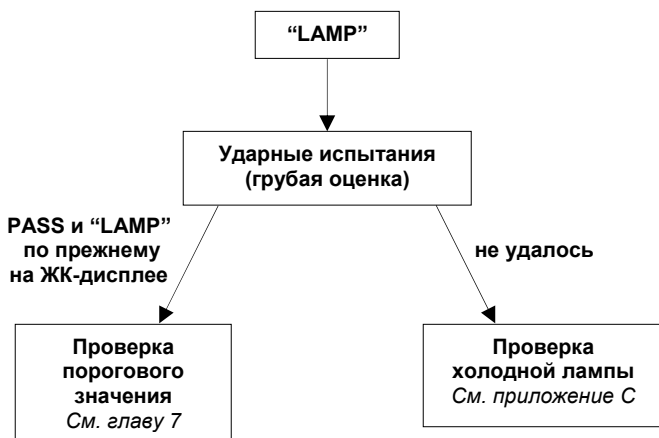 “LAMP”
Ударные испытания
(грубая оценка)
PASS и “LAMP”
по прежнему
на ЖК-дисплее
не удалось
Проверка
порогового
значения
См. главу 7
Проверка
холодной лампы
См. приложение C